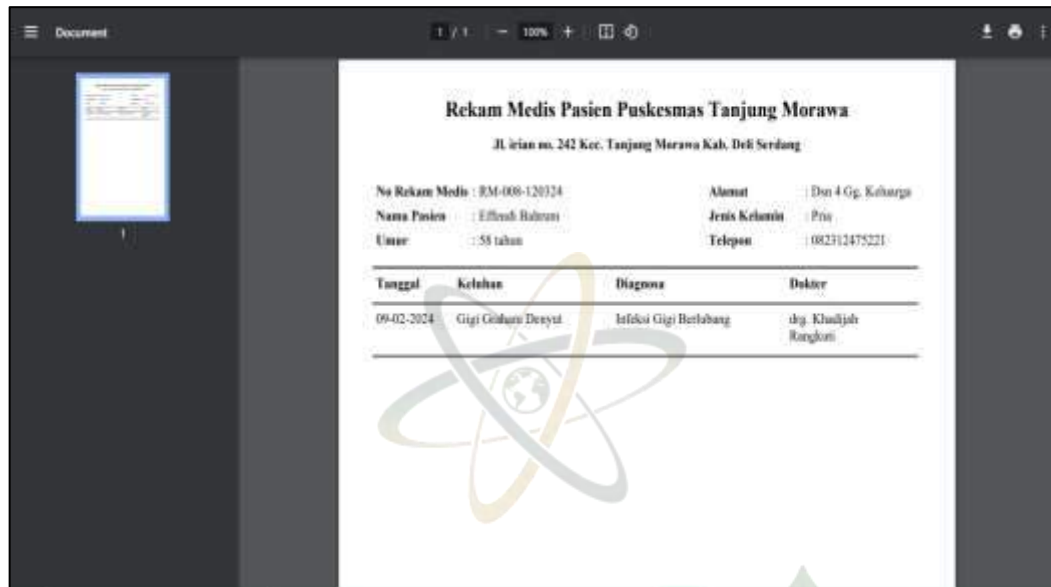 Document
1 / 1 — 100% +
1
Rekam Medis Pasien Puskesmas Tanjung Morawa
Jl. irian no. 242 Kec. Tanjung Morawa Kab. Deli Serdang
No Rekam Medis : RM-008-120324 Alamat : Dsn 4 Gg. Keluarga
Nama Pasien : Effendi Jenis Kelamin : Pria
Umur : 58 tahun Telepon : 082312475221
Tanggal Keluhan Diagnosa Dokter
09-02-2024 Gigi Graham Denyut Infeksi Gigi Berlubang drg. Khadijah
Rangkuti